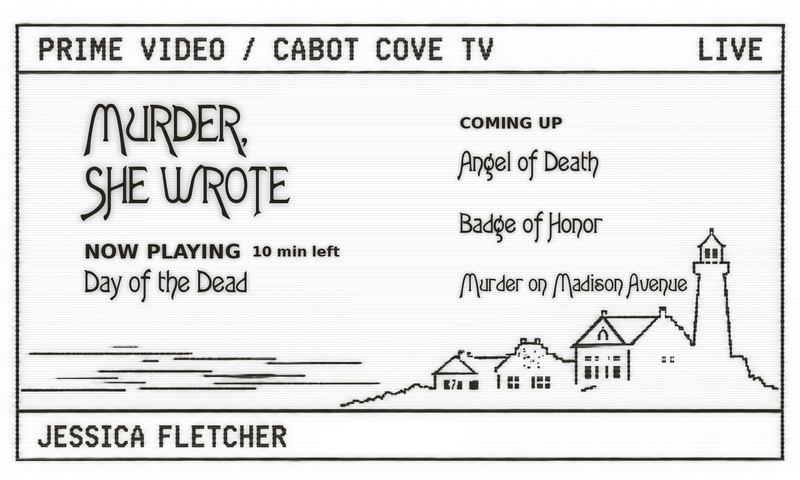 PRIME VIDEO / CABOT COVE TV LIVE
MURDER,
SHE WROTE
NOW PLAYING 10 min left
Day of the Dead
COMING UP
Angel of Death
Badge of Honor
Murder on Madison Avenue
JESSICA FLETCHER